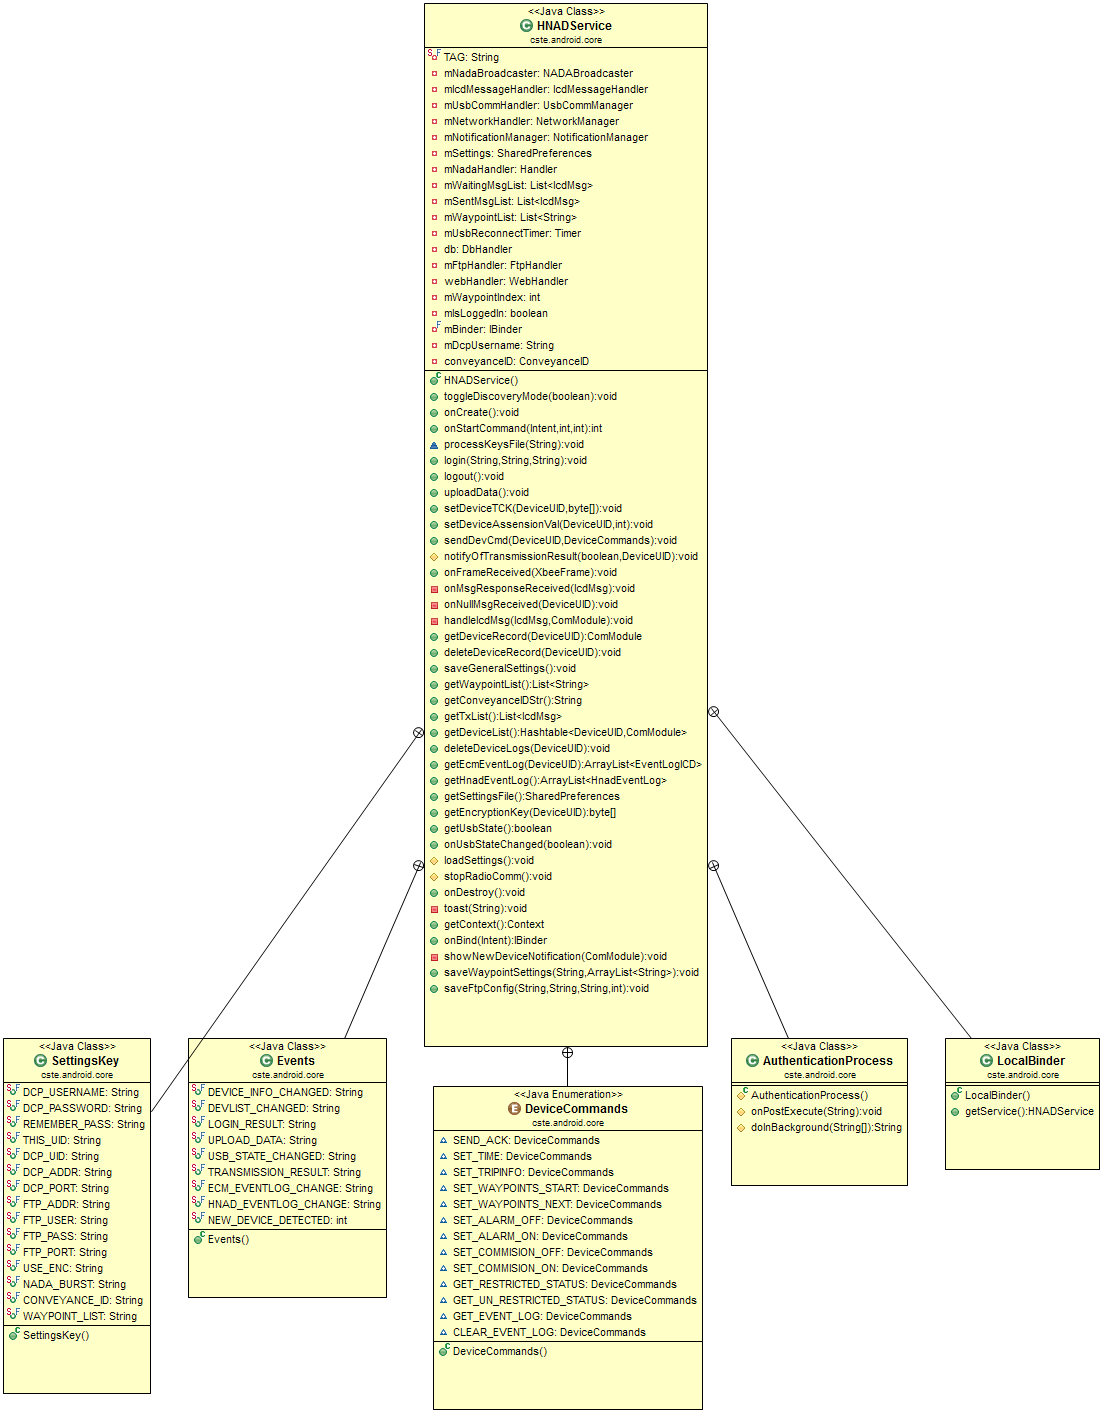 <<Java Class>>
HNADService
cste.android.core
TAG: String
mNadaBroadcaster: NADABroadcaster
mIcdMessageHandler: IcdMessageHandler
mUsbCommHandler: UsbCommManager
mNetworkHandler: NetworkManager
mNotificationManager: NotificationManager
mSettings: SharedPreferences
mNadaHandler: Handler
mWaitingMsgList: List<IcdMsg>
mSentMsgList: List<IcdMsg>
mWaypointList: List<String>
mUsbReconnectTimer: Timer
db: DbHandler
mFtpHandler: FtpHandler
webHandler: WebHandler
mWaypointIndex: int
mIsLoggedIn: boolean
mBinder: IBinder
mDcpUsername: String
conveyanceID: ConveyanceID
HNADService()
toggleDiscoveryMode(boolean):void
onCreate():void
onStartCommand(Intent,int,int):int
processKeysFile(String):void
login(String,String,String):void
logout():void
uploadData():void
setDeviceTCK(DeviceUID,byte[]):void
setDeviceAssensionVal(DeviceUID,int):void
sendDevCmd(DeviceUID,DeviceCommands):void
notifyOfTransmissionResult(boolean,DeviceUID):void
onFrameReceived(XbeeFrame):void
onMsgResponseReceived(IcdMsg):void
onNullMsgReceived(DeviceUID):void
handleIcdMsg(IcdMsg,ComModule):void
getDeviceRecord(DeviceUID):ComModule
deleteDeviceRecord(DeviceUID):void
saveGeneralSettings():void
getWaypointList():List<String>
getConveyanceIDStr():String
getTxList():List<IcdMsg>
getDeviceList():Hashtable<DeviceUID,ComModule>
deleteDeviceLogs(DeviceUID):void
getEcmEventLog(DeviceUID):ArrayList<EventLogICD>
getHnadEventLog():ArrayList<HnadEventLog>
getSettingsFile():SharedPreferences
getEncryptionKey(DeviceUID):byte[]
getUsbState():boolean
onUsbStateChanged(boolean):void
loadSettings():void
stopRadioComm():void
onDestroy():void
toast(String):void
getContext():Context
onBind(Intent):IBinder
showNewDeviceNotification(ComModule):void
saveWaypointSettings(String,ArrayList<String>):void
saveFtpConfig(String,String,String,int):void
<<Java Class>>
SettingsKey
cste.android.core
DCP_USERNAME: String
DCP_PASSWORD: String
REMEMBER_PASS: String
THIS_UID: String
DCP_UID: String
DCP_ADDR: String
DCP_PORT: String
FTP_ADDR: String
FTP_USER: String
FTP_PASS: String
FTP_PORT: String
USE_ENC: String
NADA_BURST: String
CONVEYANCE_ID: String
WAYPOINT_LIST: String
SettingsKey()
<<Java Class>>
Events
cste.android.core
DEVICE_INFO_CHANGED: String
DEVLIST_CHANGED: String
LOGIN_RESULT: String
UPLOAD_DATA: String
USB_STATE_CHANGED: String
TRANSMISSION_RESULT: String
ECM_EVENTLOG_CHANGE: String
HNAD_EVENTLOG_CHANGE: String
NEW_DEVICE_DETECTED: int
Events()
<<Java Enumeration>>
DeviceCommands
cste.android.core
SEND_ACK: DeviceCommands
SET_TIME: DeviceCommands
SET_TRIPINFO: DeviceCommands
SET_WAYPOINTS_START: DeviceCommands
SET_WAYPOINTS_NEXT: DeviceCommands
SET_ALARM_OFF: DeviceCommands
SET_ALARM_ON: DeviceCommands
SET_COMMISION_OFF: DeviceCommands
SET_COMMISION_ON: DeviceCommands
GET_RESTRICTED_STATUS: DeviceCommands
GET_UN_RESTRICTED_STATUS: DeviceCommands
GET_EVENT_LOG: DeviceCommands
CLEAR_EVENT_LOG: DeviceCommands
DeviceCommands()
<<Java Class>>
AuthenticationProcess
cste.android.core
AuthenticationProcess()
onPostExecute(String):void
doInBackground(String[]):String
<<Java Class>>
LocalBinder
cste.android.core
LocalBinder()
getService():HNADService